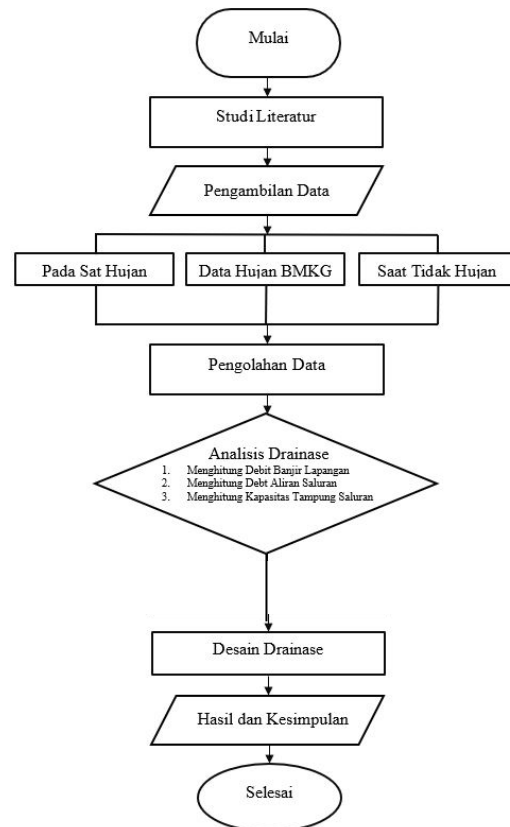 Mulai
Studi Literatur
Pengambilan Data
Pada Sat Hujan
Data Hujan BMKG
Saat Tidak Hujan
Pengolahan Data
Analisis Drainase
1. Menghitung Debit Banjir Lapangan
2. Menghitung Debt Aliran Saluran
3. Menghitung Kapasitas Tampung Saluran
Desain Drainase
Hasil dan Kesimpulan
Selesai